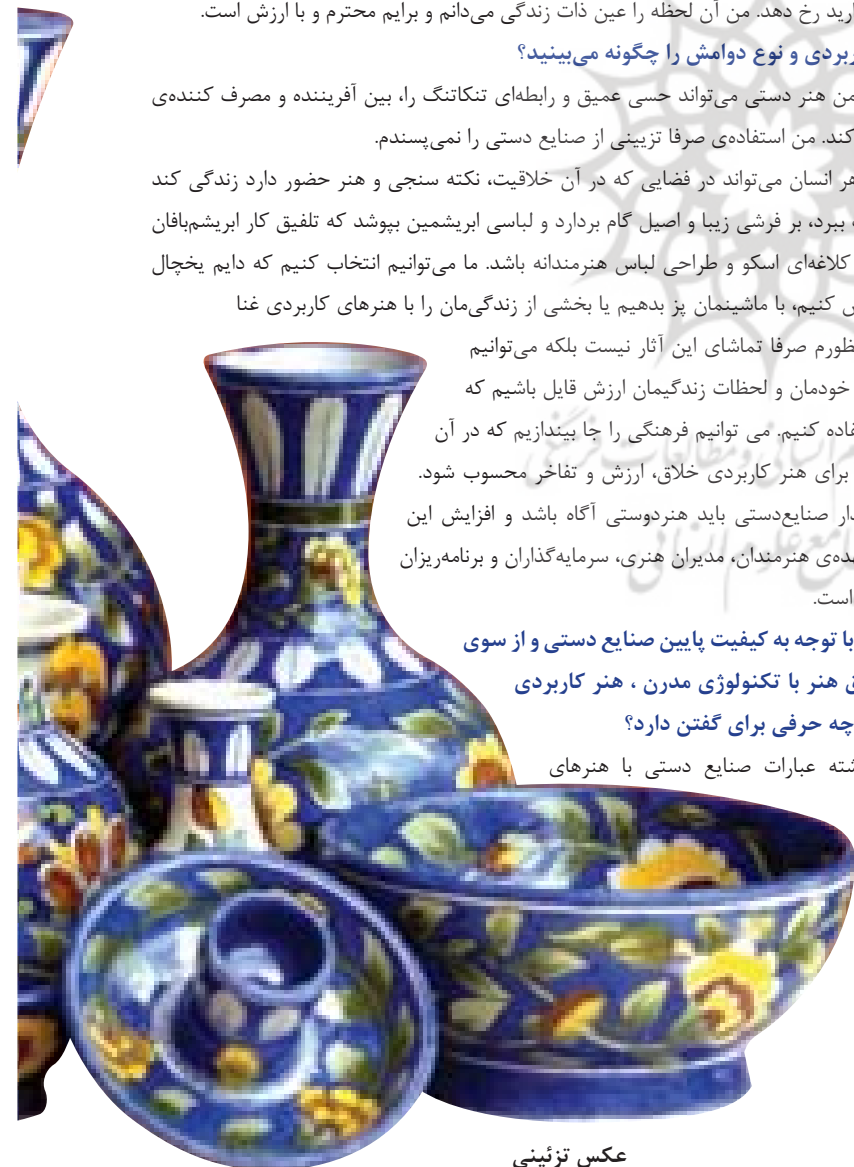 ارید رخ دهد. من آن لحظه را عین ذات زندگی می‌دانم و برایم محترم و با ارزش است.
ربردی و نوع دوامش را چگونه می‌بینید؟
من هنر دستی می‌تواند حسی عمیق و رابطه‌ای تنکاتنگ را، بین آفریننده و مصرف کننده‌ی
کند. من استفاده‌ی صرفا تزیینی از صنایع دستی را نمی‌پسندم.
هر انسان می‌تواند در فضایی که در آن خلاقیت، نکته سنجی و هنر حضور دارد زندگی کند
ببرد، بر فرشی زیبا و اصیل گام بردارد و لباسی ابریشمین بپوشد که تلفیق کار ابریشم‌بافان
کلاغه‌ای اسکو و طراحی لباس هنرمندانه باشد. ما می‌توانیم انتخاب کنیم که دایم یخچال
ض کنیم، با ماشینمان پز بدهیم یا بخشی از زندگی‌مان را با هنرهای کاربردی غنا
ظورم صرفا تماشای این آثار نیست بلکه می‌توانیم
خودمان و لحظات زندگیمان ارزش قایل باشیم که
فاده کنیم. می توانیم فرهنگی را جا بیندازیم که در آن
برای هنر کاربردی خلاق، ارزش و تفاخر محسوب شود.
دار صنایع‌دستی باید هنردوستی آگاه باشد و افزایش این
هده‌ی هنرمندان، مدیران هنری، سرمایه‌گذاران و برنامه‌ریزان
است.
با توجه به کیفیت پایین صنایع دستی و از سوی
ق هنر با تکنولوژی مدرن ، هنر کاربردی
چه حرفی برای گفتن دارد؟
شته عبارات صنایع دستی با هنرهای
عکس تزئینی